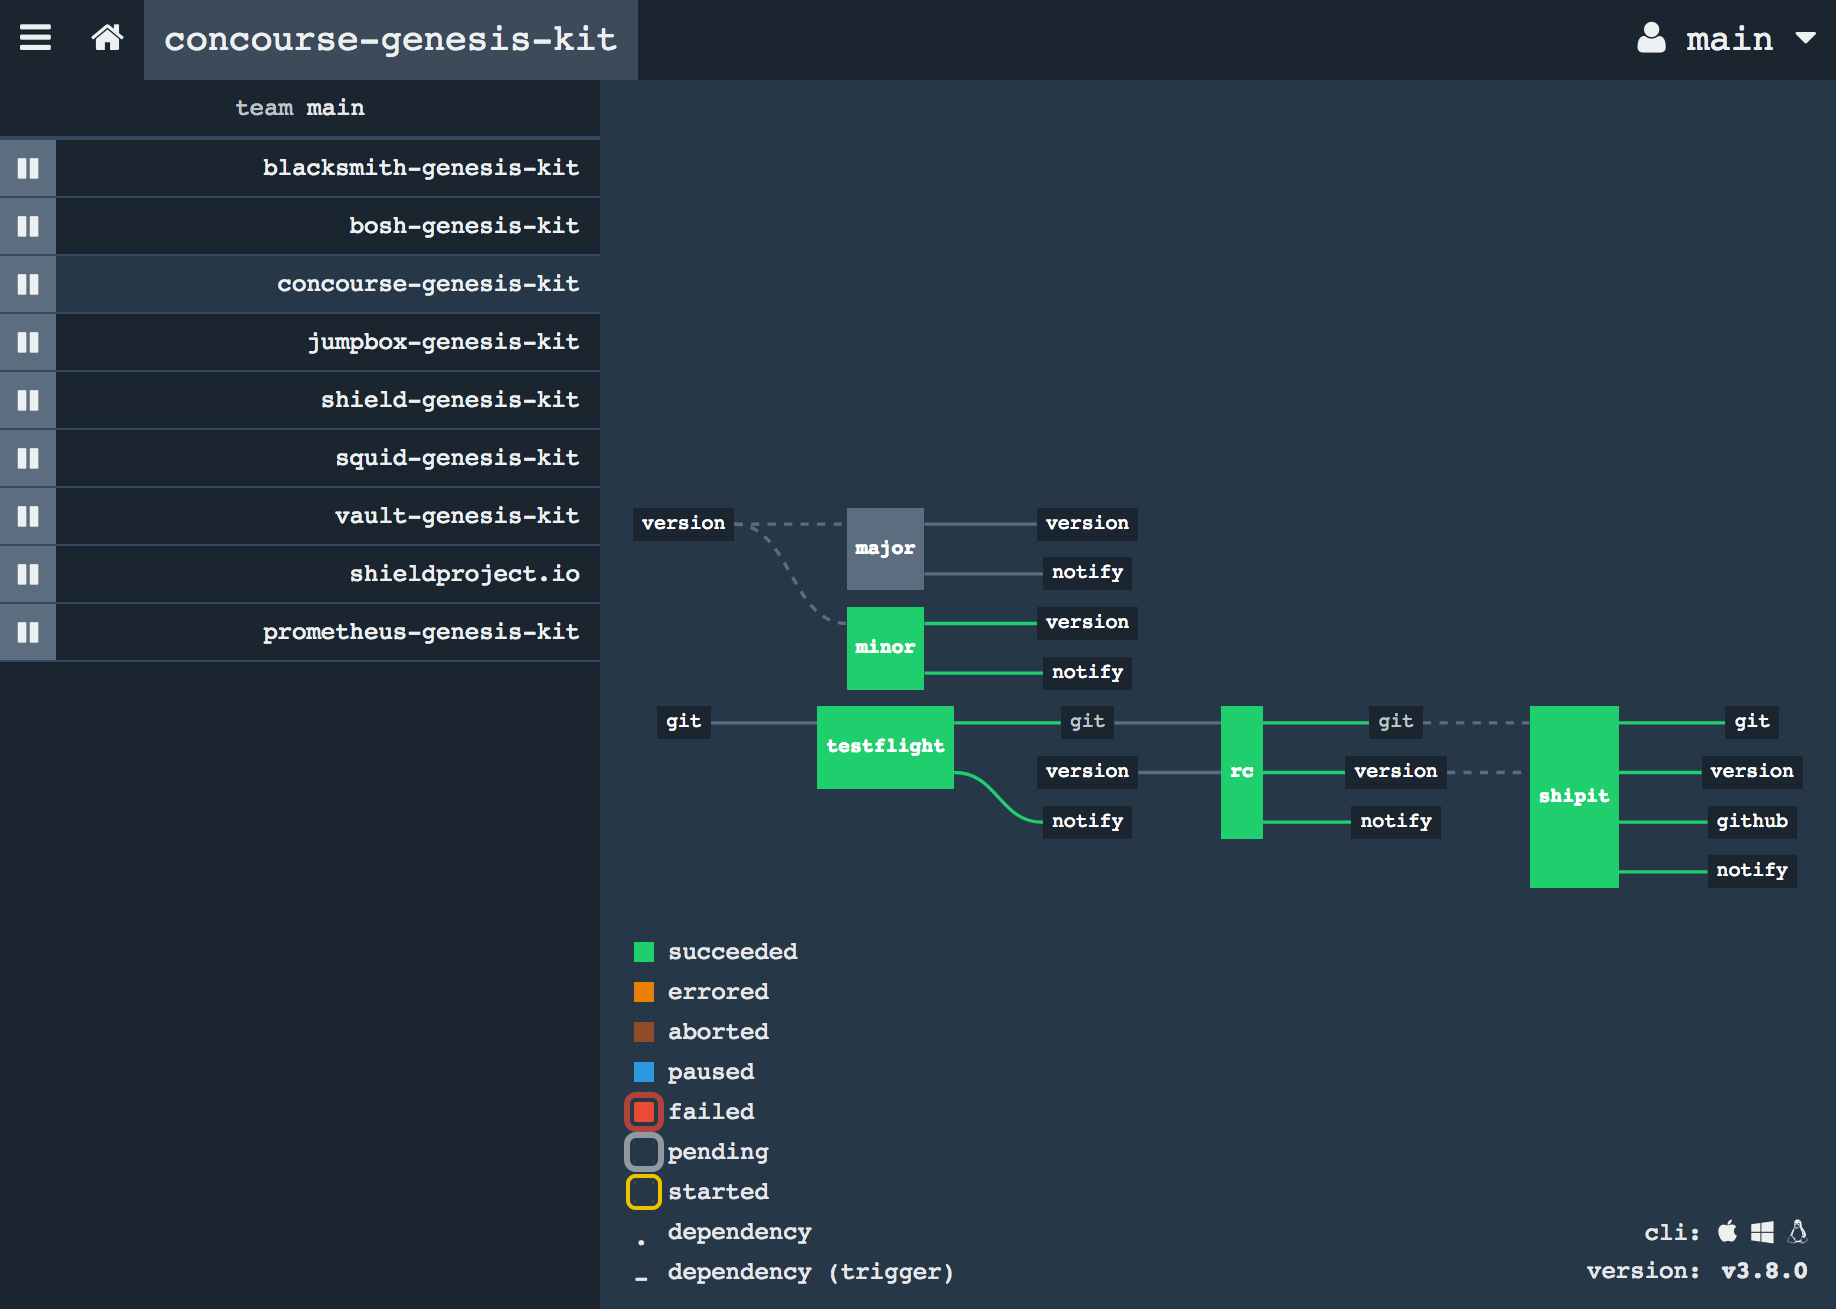 concourse-genesis-kit
main
team main
blacksmith-genesis-kit
bosh-genesis-kit
concourse-genesis-kit
jumpbox-genesis-kit
shield-genesis-kit
squid-genesis-kit
vault-genesis-kit
shieldproject.io
prometheus-genesis-kit
version
major
version
notify
minor
version
notify
git
testflight
git
version
notify
rc
git
version
notify
shipit
git
version
github
notify
succeeded
errored
aborted
paused
failed
pending
started
. dependency
- dependency (trigger)
cli:
version: v3.8.0